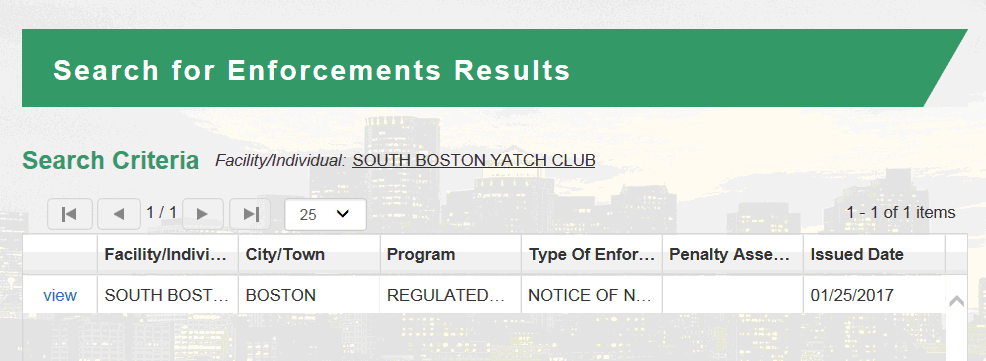 Search for Enforcements Results
Search Criteria Facility/Individual: SOUTH BOSTON YATCH CLUB
1 / 1 25 1 - 1 of 1 items
Facility/Indivi... City/Town Program Type Of Enfor... Penalty Asse... Issued Date
view SOUTH BOST... BOSTON REGULATED... NOTICE OF N... 01/25/2017